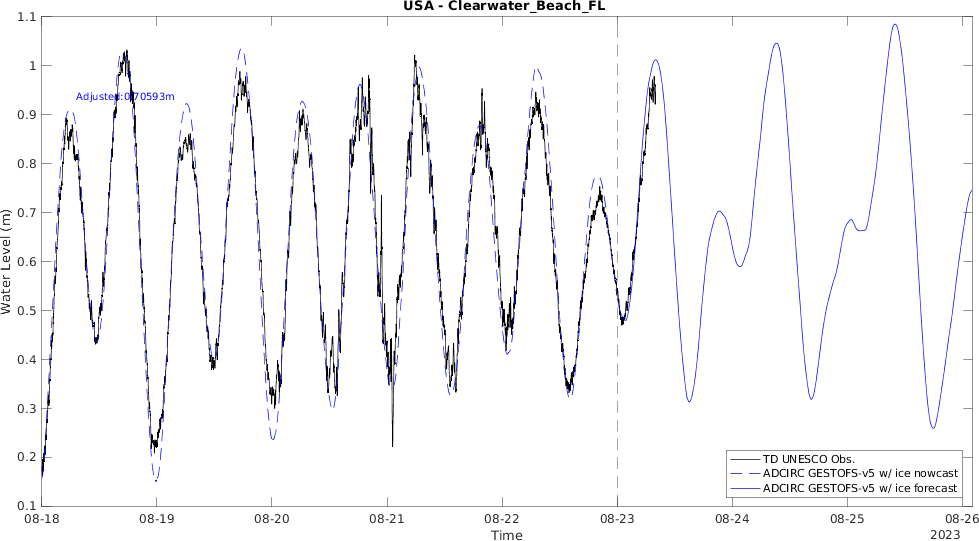 USA - Clearwater_Beach_FL
1.1
1
0.9
0.8
0.7
0.6
0.5
0.4
0.3
0.2
0.1
Water Level (m)
Adjusted:0.70593m
TD UNESCO Obs.
ADCIRC GESTOFS-v5 w/ ice nowcast
ADCIRC GESTOFS-v5 w/ ice forecast
08-18 08-19 08-20 08-21 08-22 08-23 08-24 08-25 08-26
Time
2023